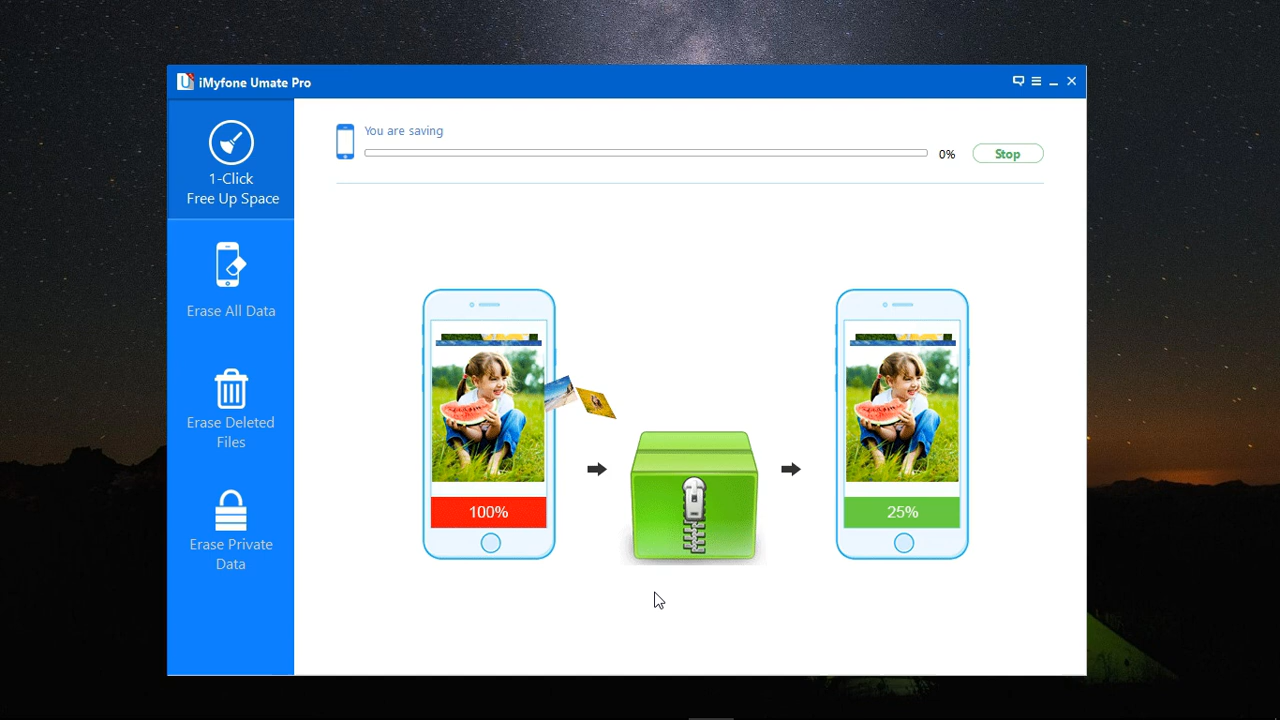 iMyfone Umate Pro
1-Click
Free Up Space
Erase All Data
Erase Deleted
Files
Erase Private
Data
You are saving
0%
Stop
100%
25%